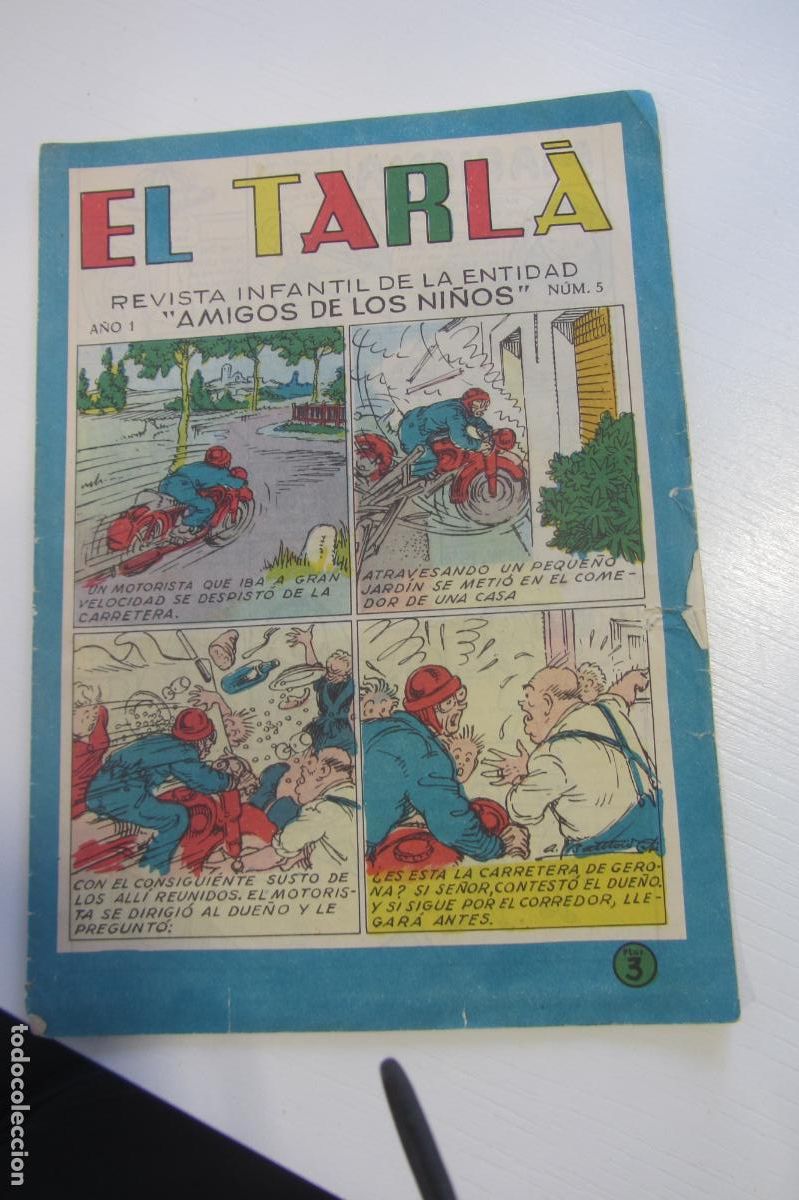 EL TARLÀ
REVISTA INFANTIL DE LA ENTIDAD
AÑO 1 "AMIGOS DE LOS NIÑOS" NÚM. 5
UN MOTORISTA QUE IBA A GRAN
VELOCIDAD SE DESPISTÓ DE LA
CARRETERA.
ATRAVESANDO UN PEQUEÑO
JARDÍN SE METIÓ EN EL COME-
DOR DE UNA CASA
CON EL CONSIGUIENTE SUSTO DE
LOS ALLÍ REUNIDOS. EL MOTORIS-
TA SE DIRIGIÓ AL DUEÑO Y LE
PREGUNTÓ:
¿ES ESTA LA CARRETERA DE GERO-
NA? SI SEÑOR, CONTESTÓ EL DUEÑO.
Y SI SIGUE POR EL CORREDOR, LLE-
GARÁ ANTES.
PTAS
3
todocoleccion
todocoleccion